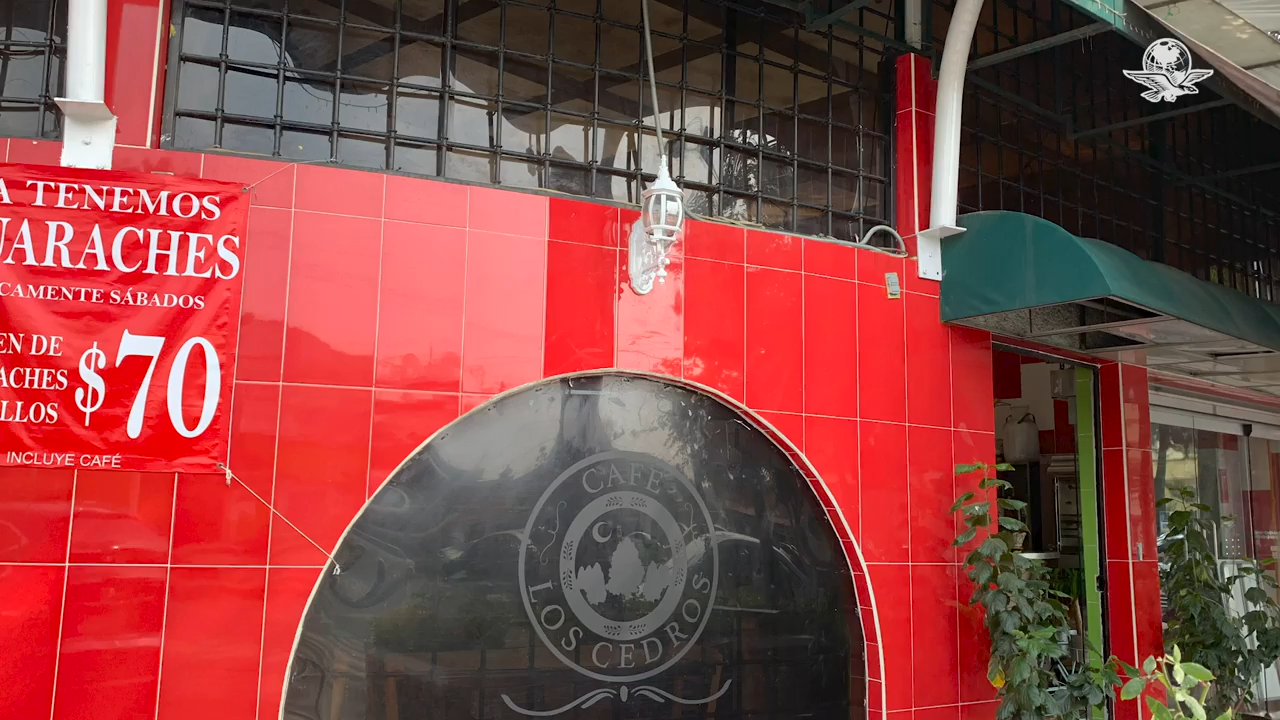 A TENEMOS
UARACHES
CAMENTE SÁBADOS
EN DE
ACHES
LLOS
$70
INCLUYE CAFÉ
CAFE
LOS CEDROS